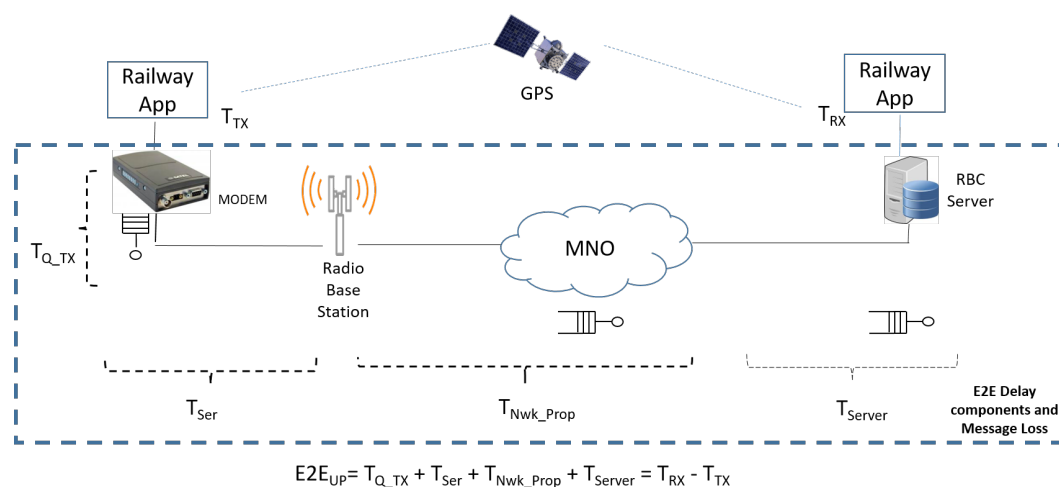 Railway
App
GPS
Railway
App
T_TX
T_RX
MODEM
RBC
Server
T_Q_TX
MNO
Radio
Base
Station
T_Ser
T_Nwk_Prop
T_Server
E2E Delay
components and
Message Loss
E2E_UP= T_Q_TX + T_Ser + T_Nwk_Prop + T_Server = T_RX - T_TX